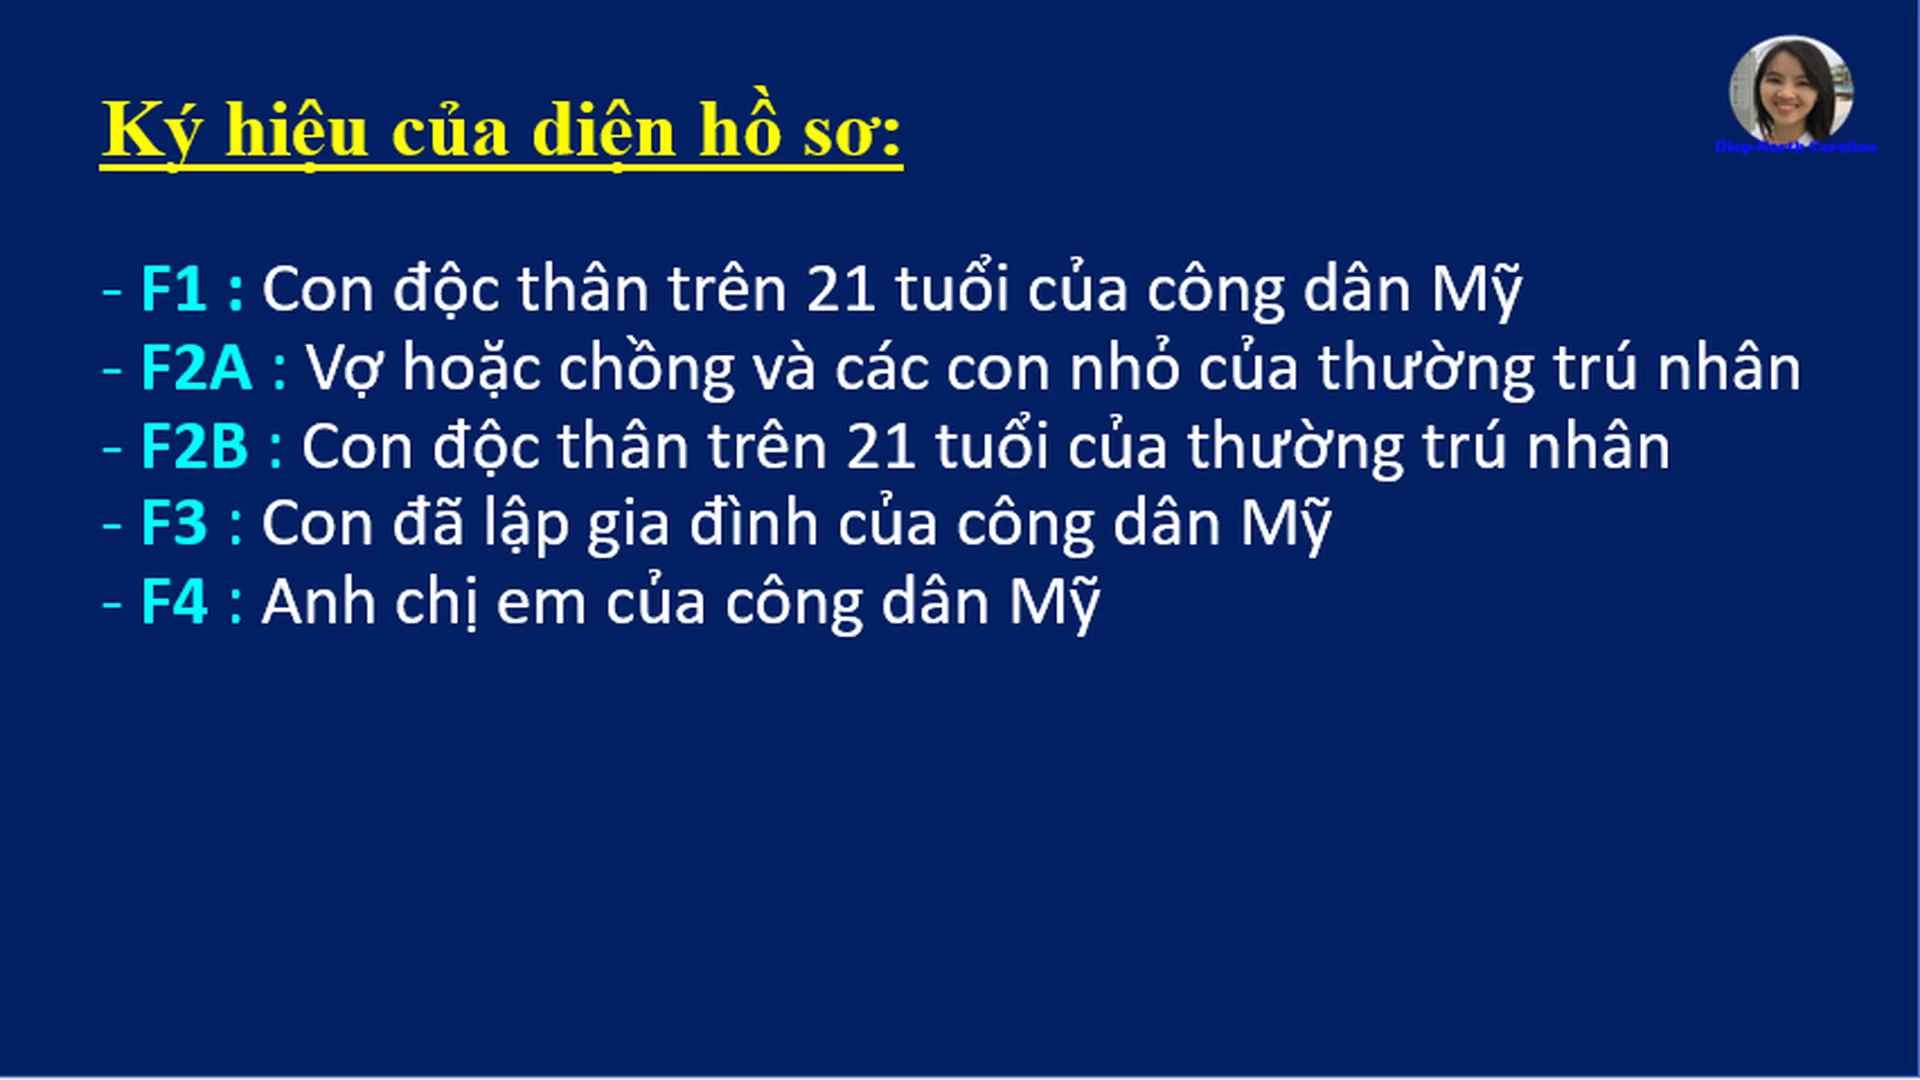 Ký hiệu của diện hồ sơ:
Diep North Carolina
- F1 : Con độc thân trên 21 tuổi của công dân Mỹ
- F2A : Vợ hoặc chồng và các con nhỏ của thường trú nhân
- F2B : Con độc thân trên 21 tuổi của thường trú nhân
- F3 : Con đã lập gia đình của công dân Mỹ
- F4 : Anh chị em của công dân Mỹ